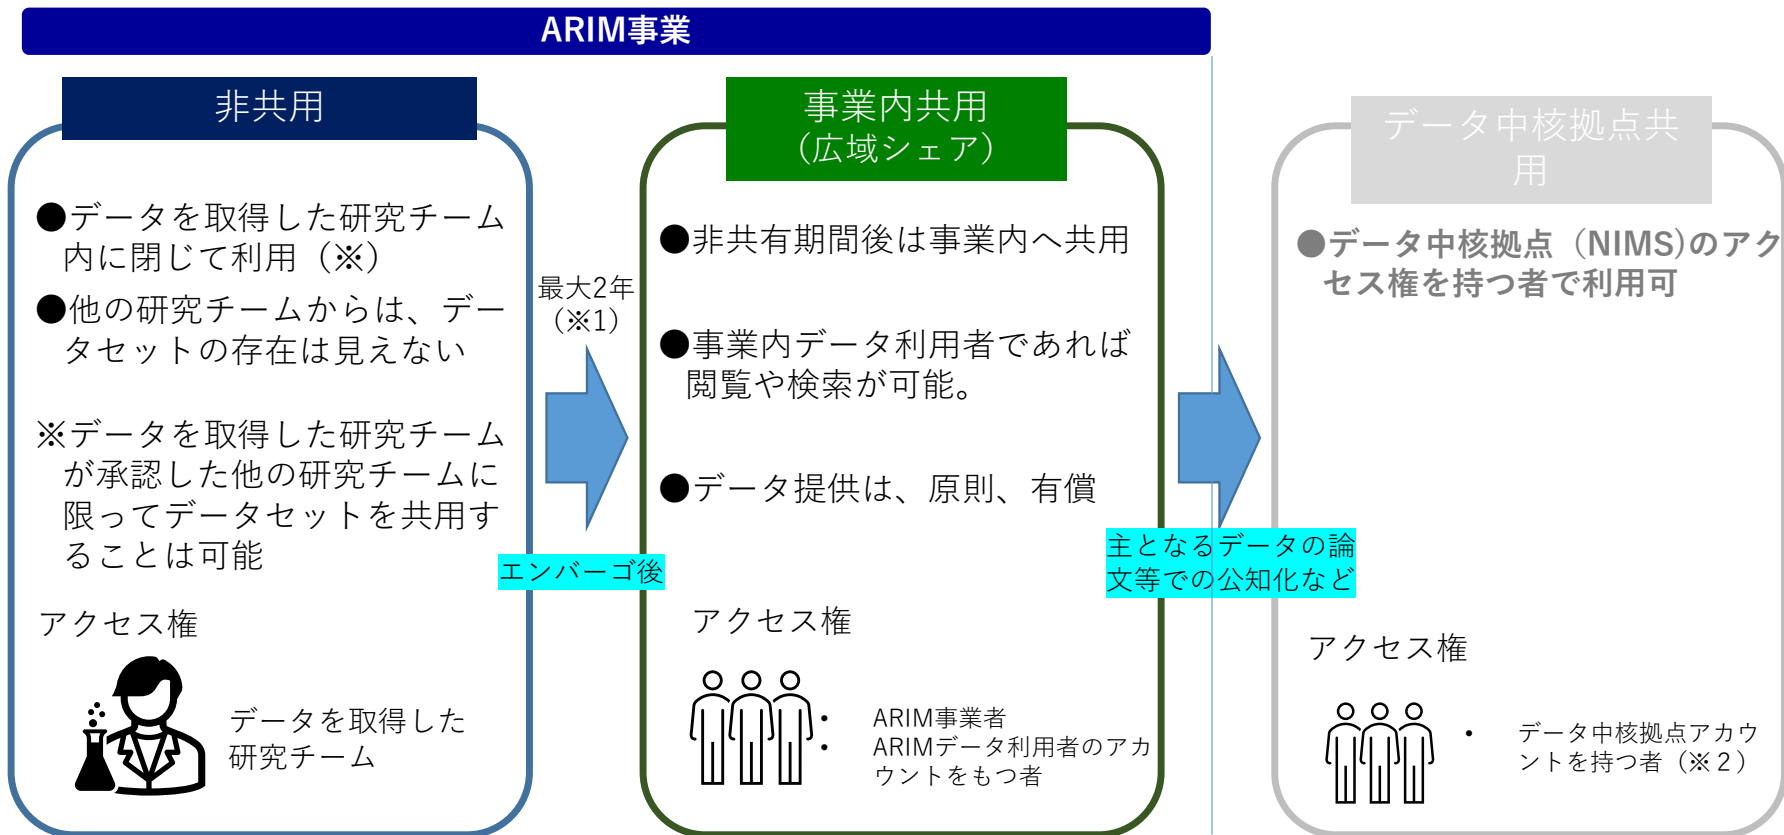 ARIM事業
非共用
●データを取得した研究チーム
内に閉じて利用（※）
●他の研究チームからは、デー
タセットの存在は見えない
※データを取得した研究チーム
が承認した他の研究チームに
限ってデータセットを共用す
ることは可能
アクセス権
データを取得した
研究チーム
最大2年
（※1）
エンバーゴ後
事業内共用
（広域シェア）
●非共有期間後は事業内へ共用
●事業内データ利用者であれば
閲覧や検索が可能。
●データ提供は、原則、有償
アクセス権
・ ARIM事業者
・ ARIMデータ利用者のアカ
ウントをもつ者
主となるデータの論
文等での公知化など
データ中核拠点共
用
●データ中核拠点（NIMS)のアク
セス権を持つ者で利用可
アクセス権
・ データ中核拠点アカウ
ントを持つ者（※２）